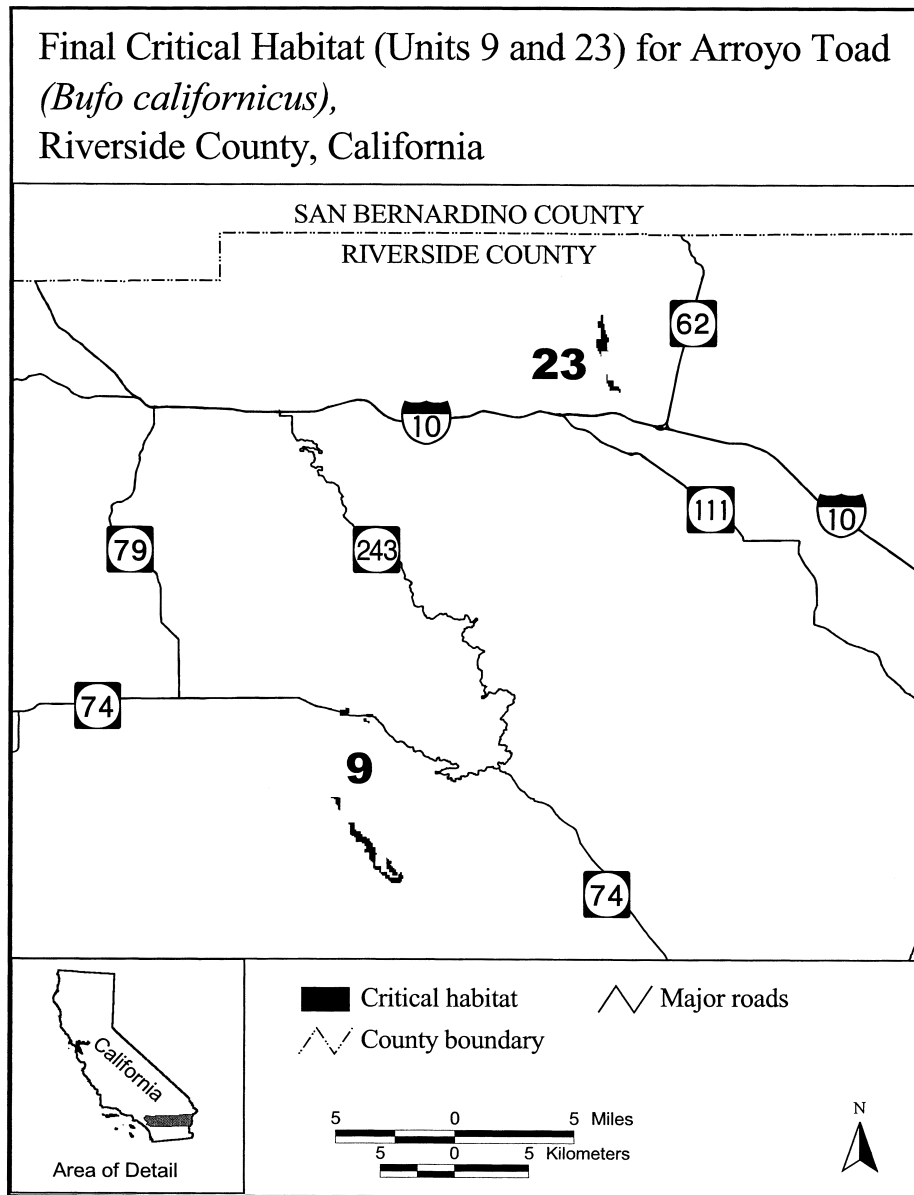 Final Critical Habitat (Units 9 and 23) for Arroyo Toad
(Bufo californicus),
Riverside County, California
SAN BERNARDINO COUNTY
RIVERSIDE COUNTY
62
23
10
111
10
79
243
74
9
74
Critical habitat
Major roads
County boundary
California
Area of Detail
5 0 5 Miles
5 0 5 Kilometers
N